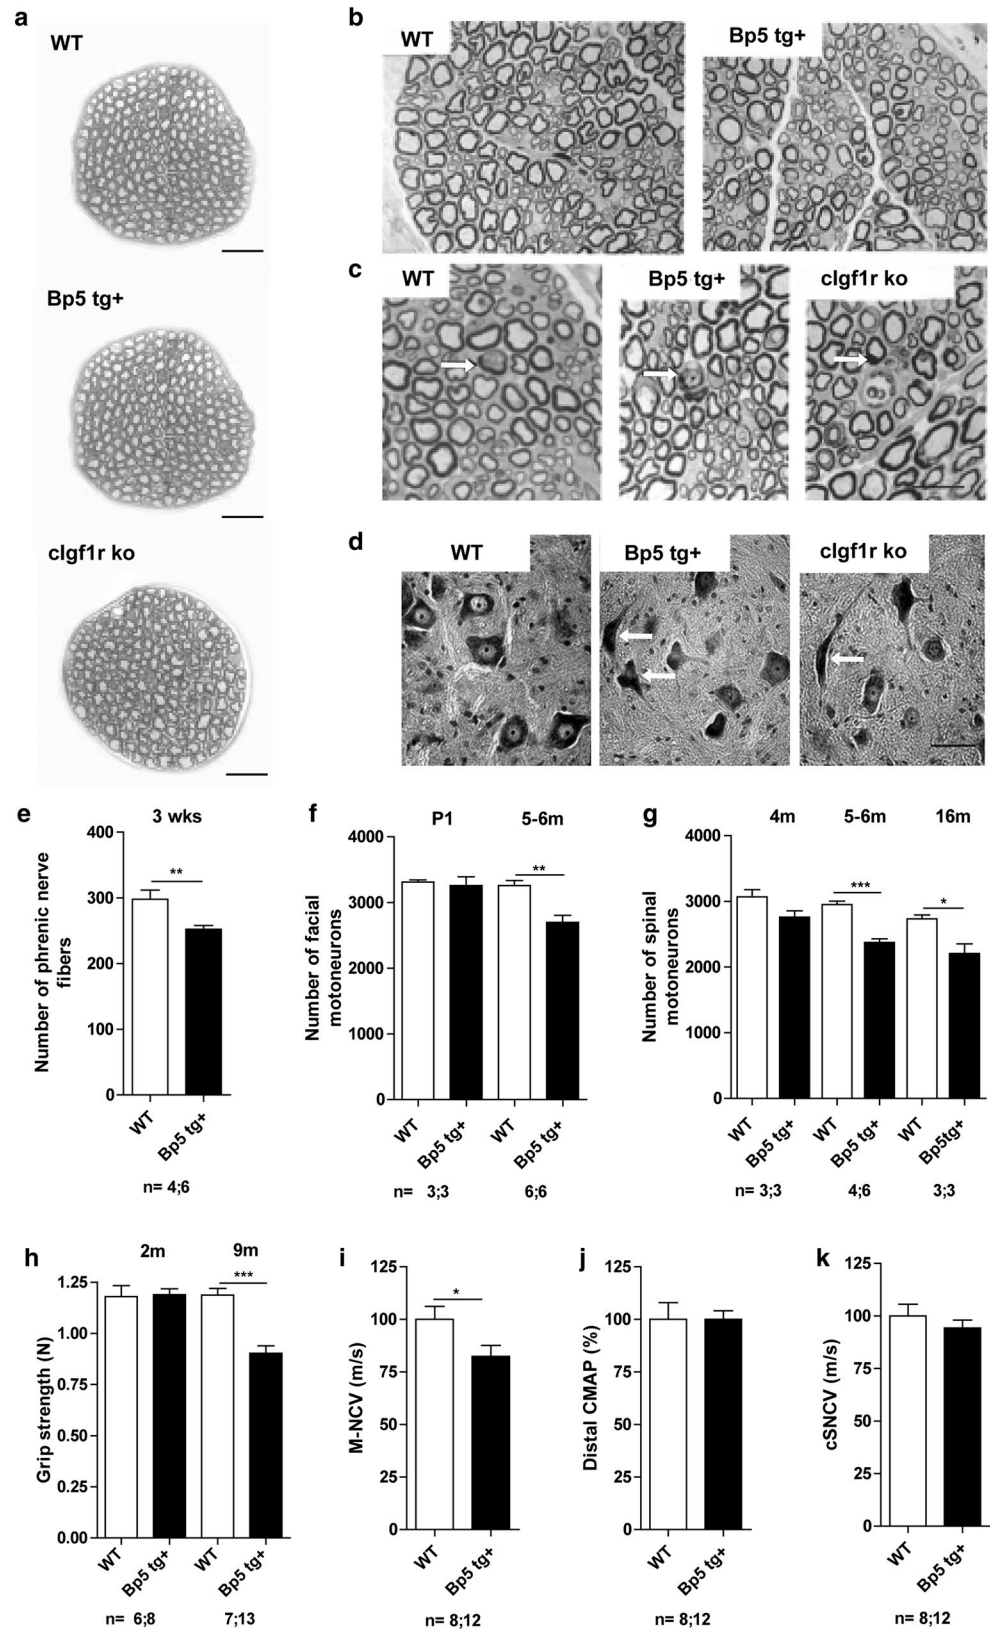 a
WT
Bp5 tg+
cIgf1r ko
b
WT
Bp5 tg+
c
WT
Bp5 tg+
cIgf1r ko
d
WT
Bp5 tg+
cIgf1r ko
e
3 wks
**
400
300
200
100
0
Number of phrenic nerve
fibers
WT
Bp5 tg+
n= 4;6
f
P1
5-6m
**
4000
3000
2000
1000
0
Number of facial
motoneurons
WT
Bp5 tg+
WT
Bp5 tg+
n= 3;3
6;6
g
4m
5-6m
16m
***
*
4000
3000
2000
1000
0
Number of spinal
motoneurons
WT
Bp5 tg+
WT
Bp5 tg+
WT
Bp5tg+
n= 3;3
4;6
3;3
h
2m
9m
***
1.25
1.00
0.75
0.50
0.25
0.00
Grip strength (N)
WT
Bp5 tg+
WT
Bp5 tg+
n= 6;8
7;13
i
*
125
100
75
50
25
0
M-NCV (m/s)
WT
Bp5 tg+
n= 8;12
j
125
100
75
50
25
0
Distal CMAP (%)
WT
Bp5 tg+
n= 8;12
k
125
100
75
50
25
0
cSNCV (m/s)
WT
Bp5 tg+
n= 8;12